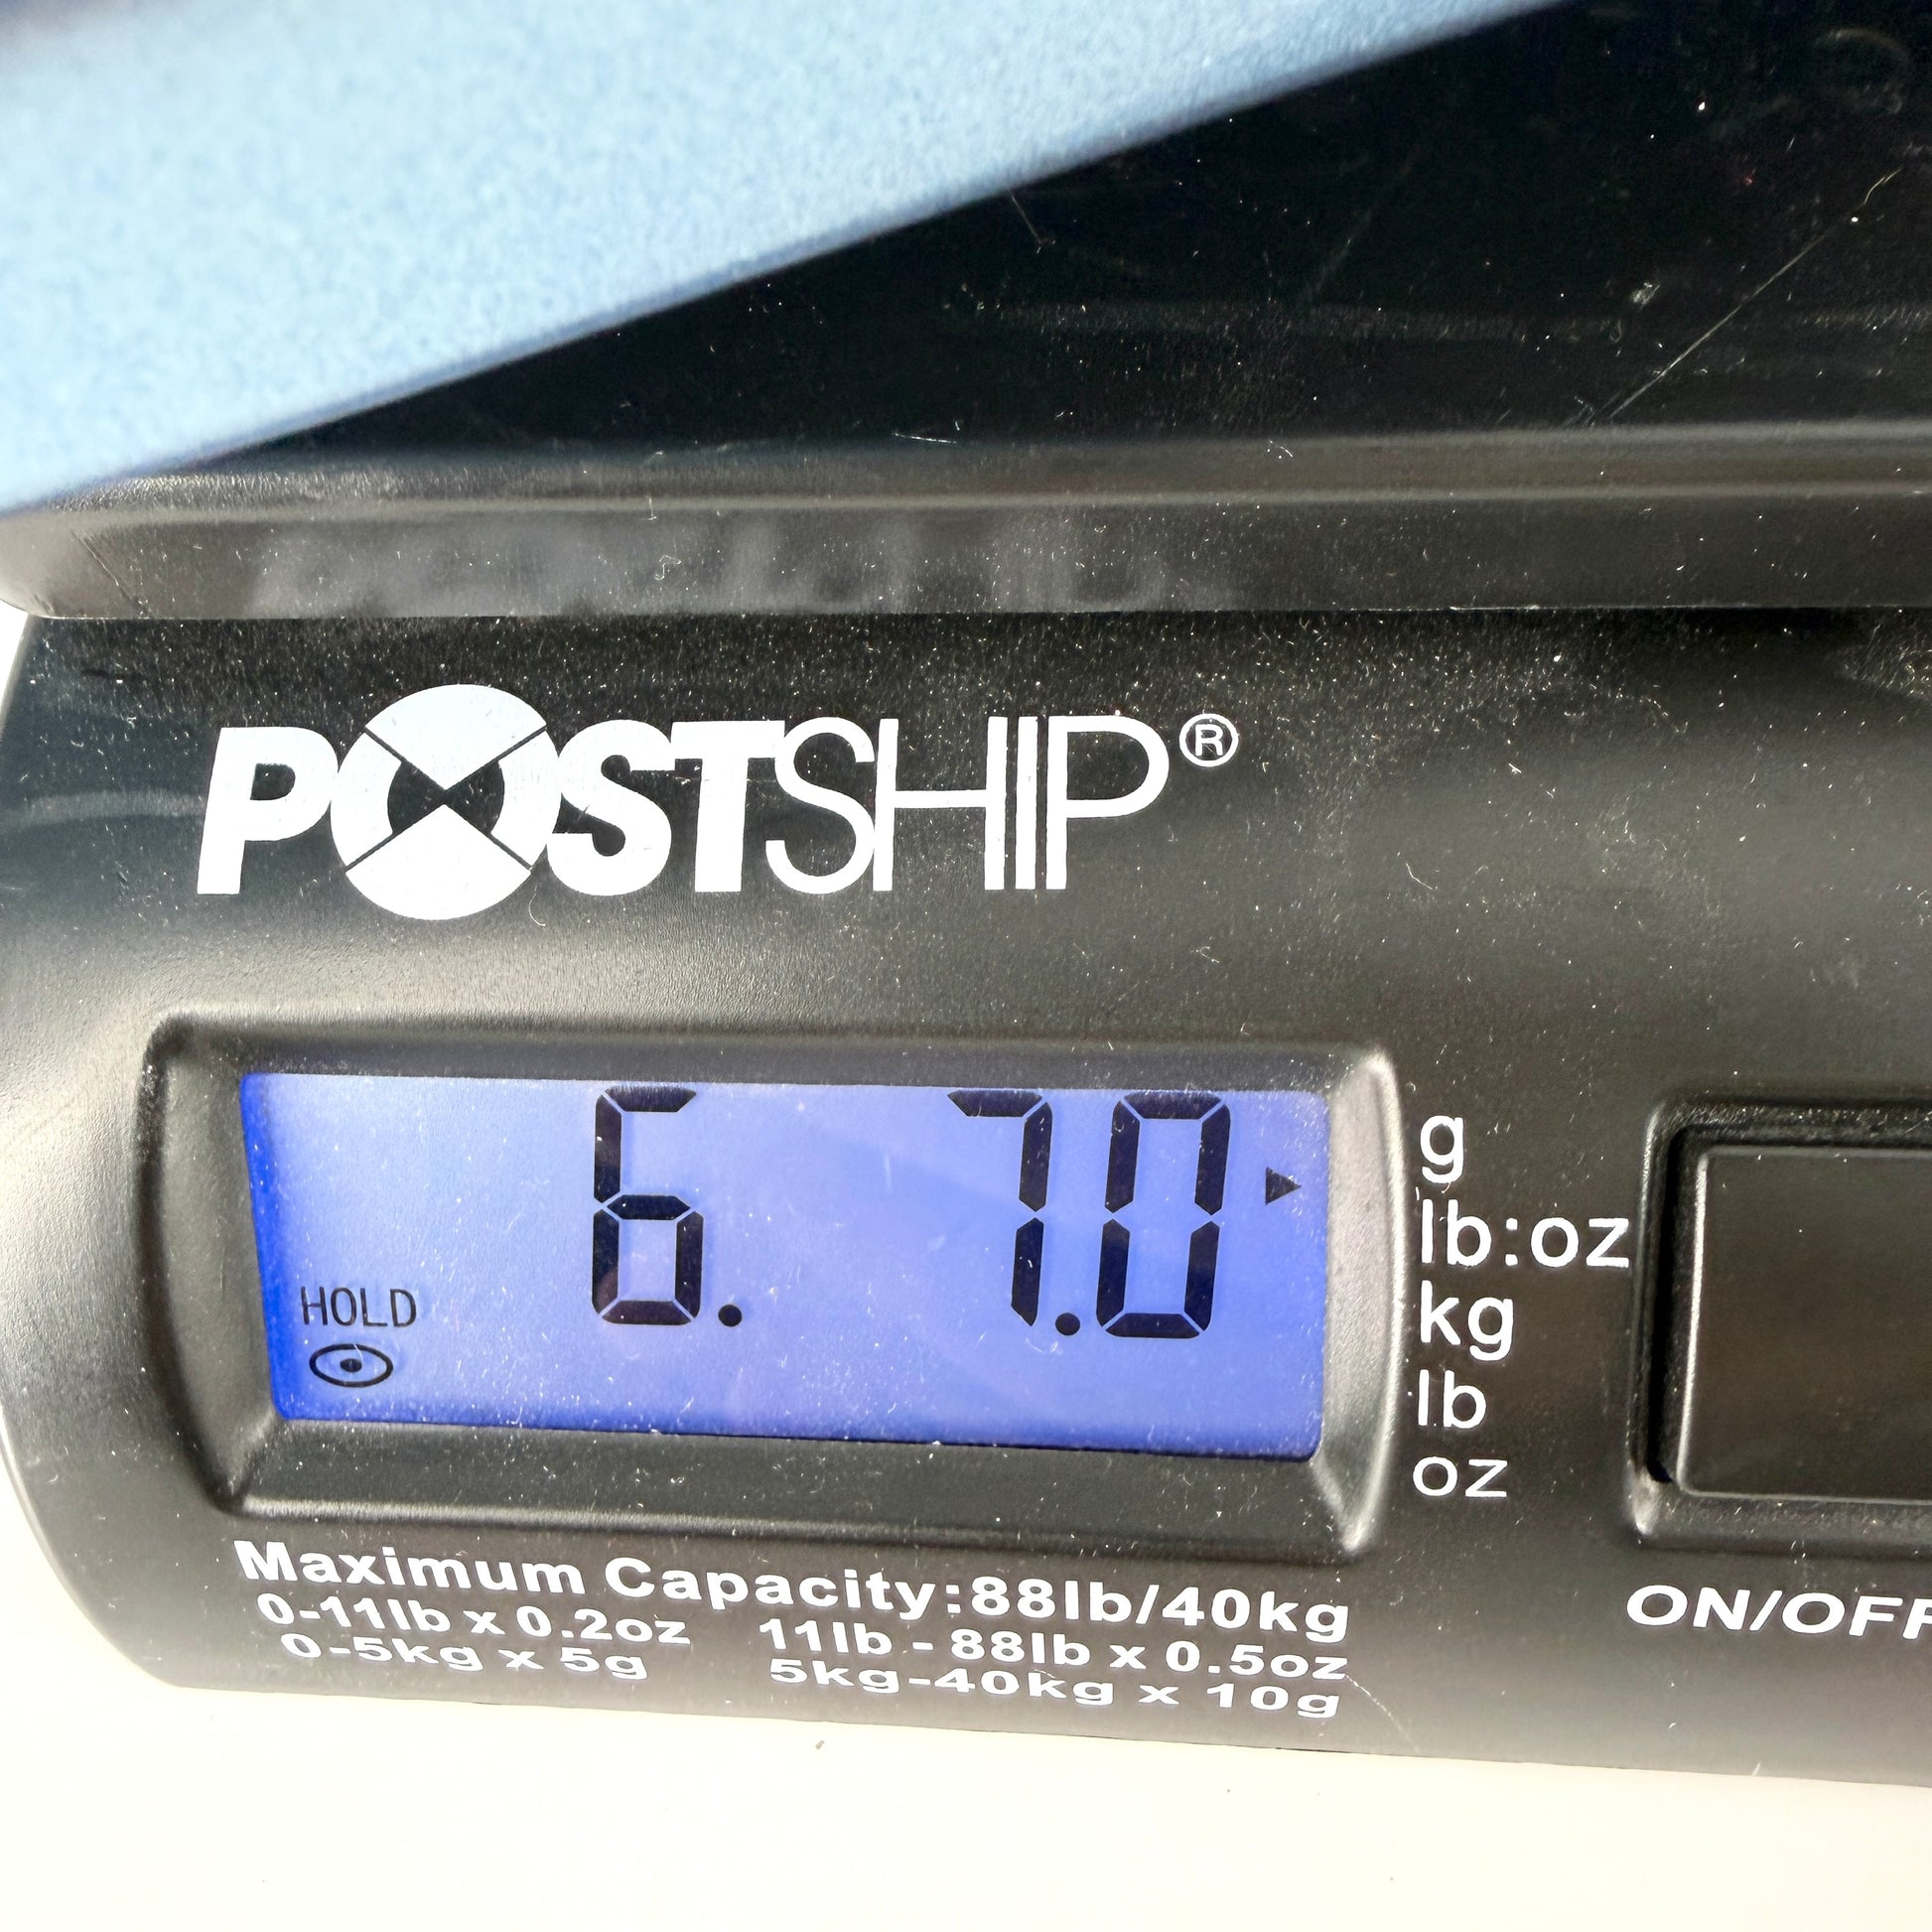 POSTSHIP®
6. 7.0
HOLD
g
lb:oz
kg
lb
oz
Maximum Capacity:88lb/40kg
0-11lb x 0.2oz 11lb - 88lb x 0.5oz
0-5kg x 5g 5kg-40kg x 10g
ON/OFF